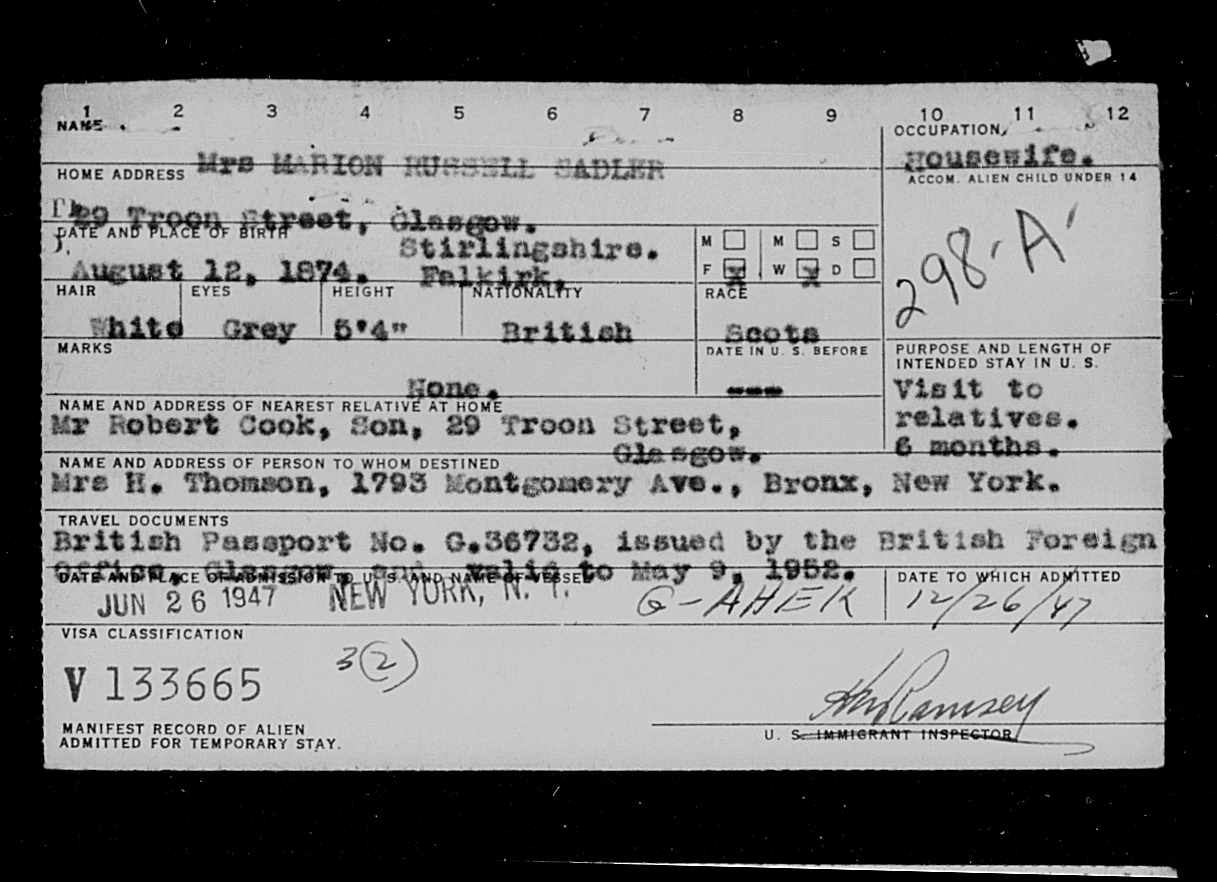 1 2 3 4 5 6 7 8 9 10 11 12
NAME
OCCUPATION
Mrs MARION RUSSELL SADLER
Housewife.
HOME ADDRESS
ACCOM. ALIEN CHILD UNDER 14
29 Troon Street, Glasgow.
298-A
DATE AND PLACE OF BIRTH
Stirlingshire.
M M S
August 12, 1874. Falkirk,
F x W x D
HAIR EYES HEIGHT NATIONALITY RACE
White Grey 5'4" British Scots
MARKS
DATE IN U. S. BEFORE
PURPOSE AND LENGTH OF
INTENDED STAY IN U. S.
None.
---
Visit to
relatives.
6 months.
NAME AND ADDRESS OF NEAREST RELATIVE AT HOME
Mr Robert Cook, Son, 29 Troon Street,
Glasgow.
NAME AND ADDRESS OF PERSON TO WHOM DESTINED
Mrs H. Thomson, 1793 Montgomery Ave., Bronx, New York.
TRAVEL DOCUMENTS
British Passport No. G.36732, issued by the British Foreign
Office, Glasgow, and valid to May 9, 1952.
DATE AND PLACE OF ADMISSION TO U. S. AND NAME OF VESSEL
DATE TO WHICH ADMITTED
JUN 26 1947 NEW YORK, N. Y. G-AHEK 12/26/47
VISA CLASSIFICATION
V 133665 3(2)
Ramsey
MANIFEST RECORD OF ALIEN
ADMITTED FOR TEMPORARY STAY.
U. S. IMMIGRANT INSPECTOR